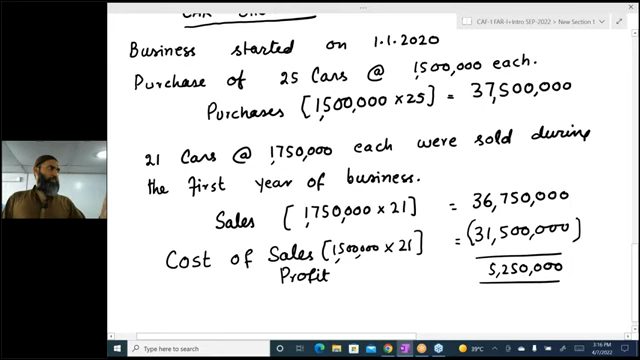 CAF-1 FAR-I+Intro SEP-2022 > New Section 1
Business started on 1.1.2020
Purchase of 25 Cars @ 1,500,000 each.
Purchases [1,500,000 × 25] = 37,500,000
21 Cars @ 1,750,000 each were sold during
the first year of business.
Sales [1,750,000 × 21] = 36,750,000
Cost of Sales [1,500,000 × 21] = (31,500,000)
Profit 5,250,000
Type here to search
39°C
3:16 PM
4/7/2022